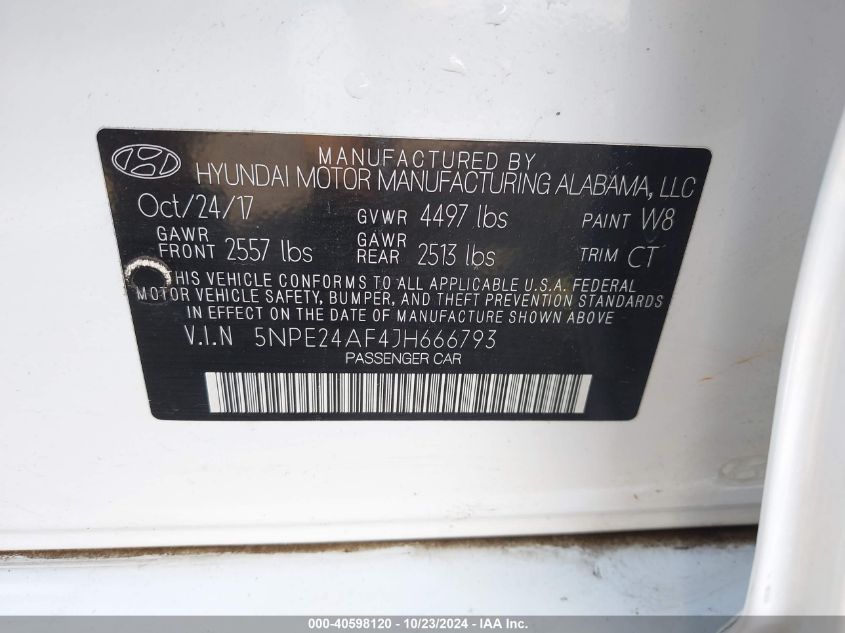 MANUFACTURED BY
HYUNDAI MOTOR MANUFACTURING ALABAMA, LLC
Oct/24/17 GVWR 4497 lbs PAINT W8
GAWR FRONT 2557 lbs GAWR REAR 2513 lbs TRIM CT
THIS VEHICLE CONFORMS TO ALL APPLICABLE U.S.A. FEDERAL
MOTOR VEHICLE SAFETY, BUMPER, AND THEFT PREVENTION STANDARDS
IN EFFECT ON THE DATE OF MANUFACTURE SHOWN ABOVE
V.I.N 5NPE24AF4JH666793
PASSENGER CAR
000-40598120 - 10/23/2024 - IAA Inc.